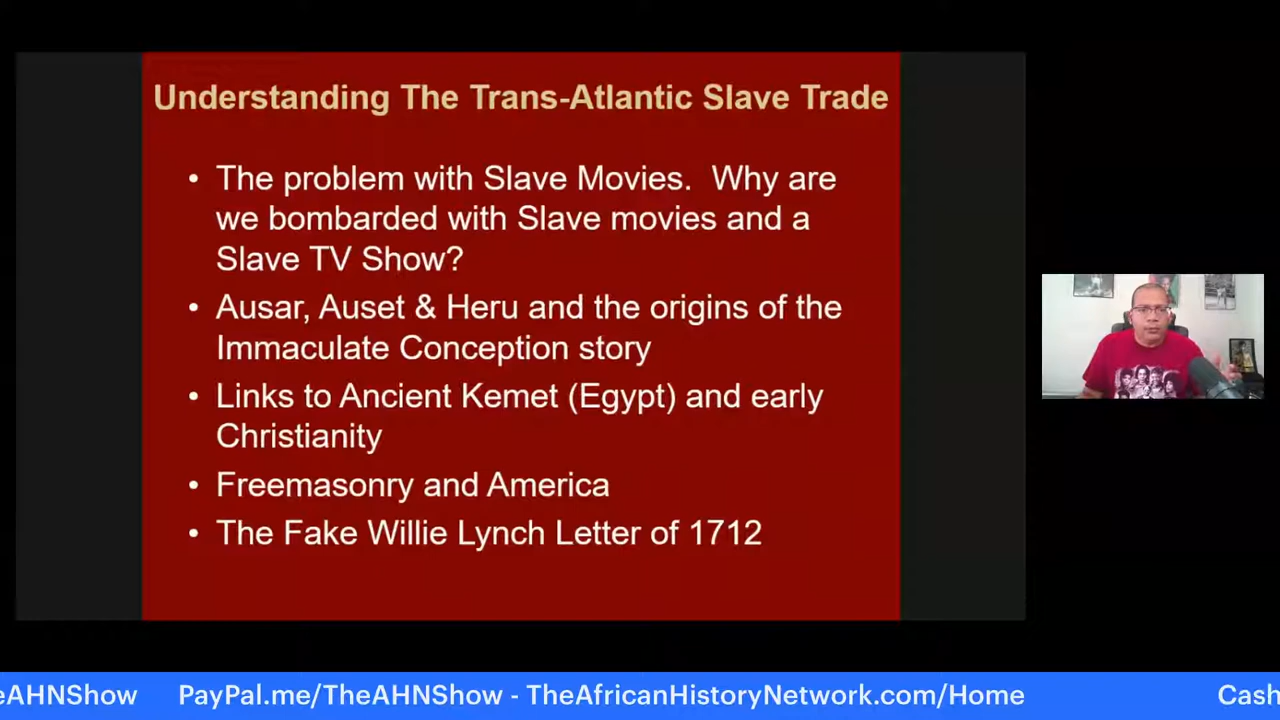 Understanding The Trans-Atlantic Slave Trade
• The problem with Slave Movies. Why are
we bombarded with Slave movies and a
Slave TV Show?
• Ausar, Auset & Heru and the origins of the
Immaculate Conception story
• Links to Ancient Kemet (Egypt) and early
Christianity
• Freemasonry and America
• The Fake Willie Lynch Letter of 1712
eAHNShow PayPal.me/TheAHNShow - TheAfricanHistoryNetwork.com/Home Cash